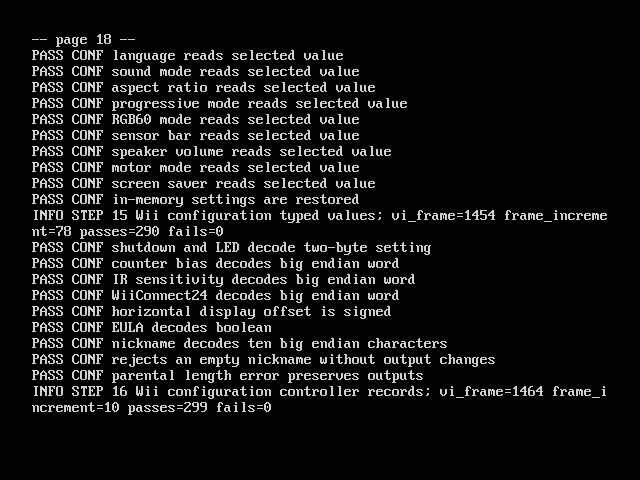 -- page 18 --
PASS CONF language reads selected value
PASS CONF sound mode reads selected value
PASS CONF aspect ratio reads selected value
PASS CONF progressive mode reads selected value
PASS CONF RGB60 mode reads selected value
PASS CONF sensor bar reads selected value
PASS CONF speaker volume reads selected value
PASS CONF motor mode reads selected value
PASS CONF screen saver reads selected value
PASS CONF in-memory settings are restored
INFO STEP 15 Wii configuration typed values; vi_frame=1454 frame_increme
nt=78 passes=290 fails=0
PASS CONF shutdown and LED decode two-byte setting
PASS CONF counter bias decodes big endian word
PASS CONF IR sensitivity decodes big endian word
PASS CONF WiiConnect24 decodes big endian word
PASS CONF horizontal display offset is signed
PASS CONF EULA decodes boolean
PASS CONF nickname decodes ten big endian characters
PASS CONF rejects an empty nickname without output changes
PASS CONF parental length error preserves outputs
INFO STEP 16 Wii configuration controller records; vi_frame=1464 frame_i
ncrement=10 passes=299 fails=0